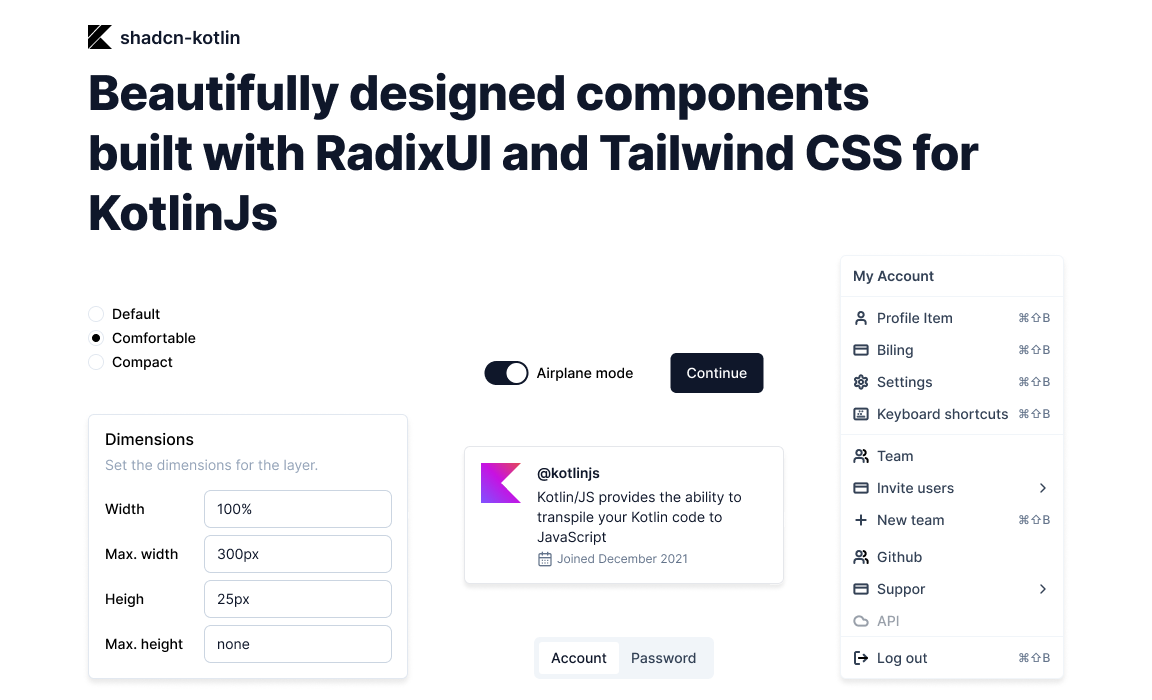 shadcn-kotlin
Beautifully designed components
built with RadixUI and Tailwind CSS for
KotlinJs
Default
Comfortable
Compact
Dimensions
Set the dimensions for the layer.
Width 100%
Max. width 300px
Heigh 25px
Max. height none
Airplane mode
Continue
@kotlinjs
Kotlin/JS provides the ability to
transpile your Kotlin code to
JavaScript
Joined December 2021
Account Password
My Account
Profile Item ⌘⇧B
Biling ⌘⇧B
Settings ⌘⇧B
Keyboard shortcuts ⌘⇧B
Team
Invite users
New team ⌘⇧B
Github
Suppor
API
Log out ⌘⇧B